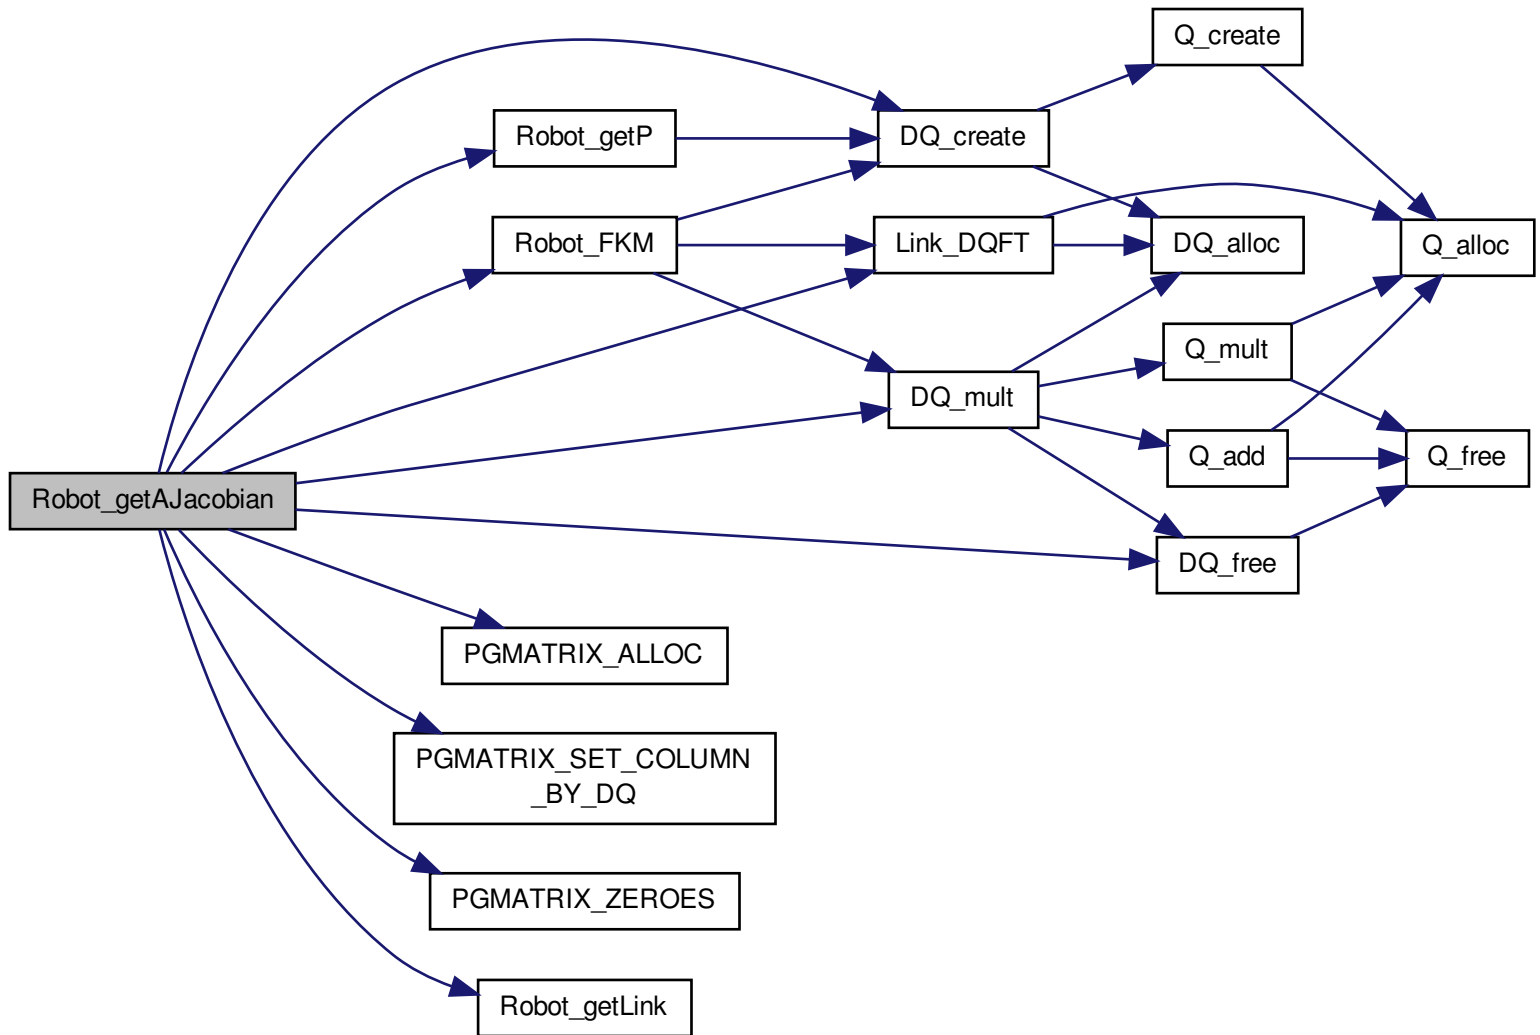 Q_create
Robot_getP
DQ_create
Robot_FKM
Link_DQFT
DQ_alloc
Q_alloc
Q_mult
DQ_mult
Q_add
Q_free
Robot_getAJacobian
DQ_free
PGMATRIX_ALLOC
PGMATRIX_SET_COLUMN
_BY_DQ
PGMATRIX_ZEROES
Robot_getLink